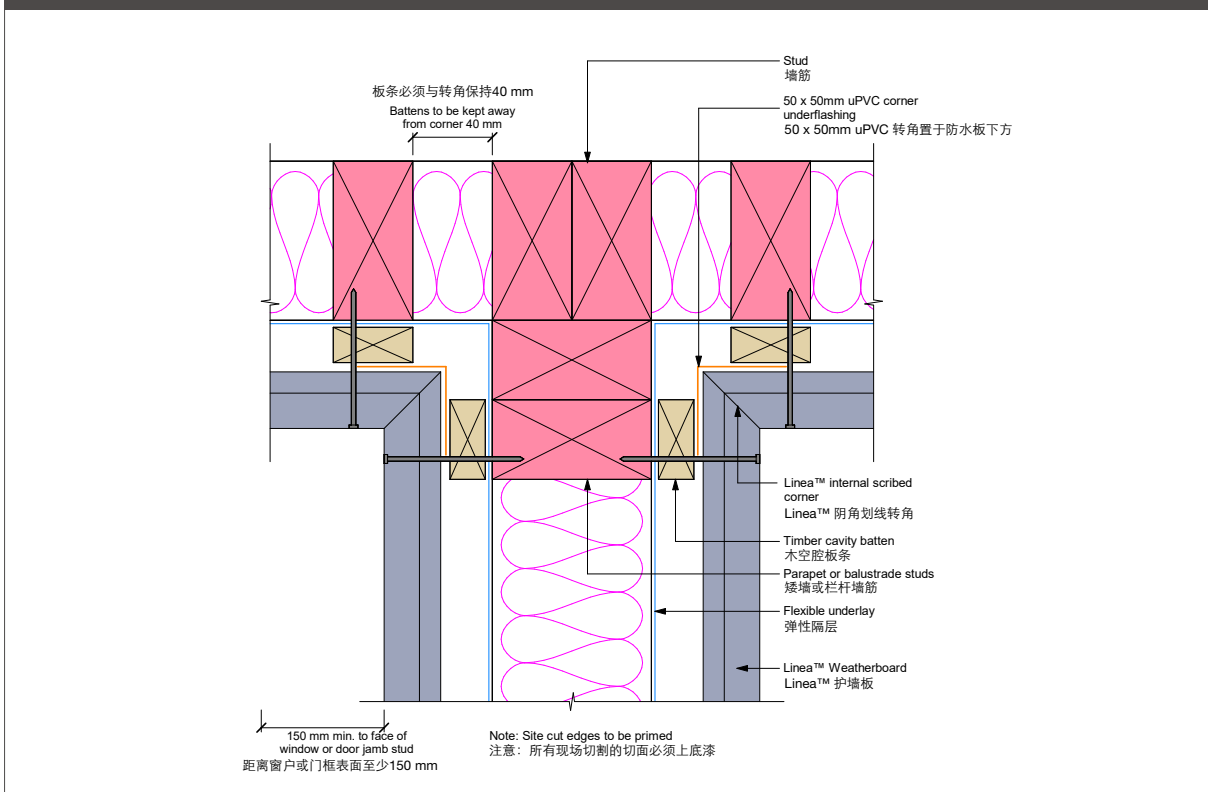 Stud
墙筋
板条必须与转角保持40 mm
Battens to be kept away
from corner 40 mm
50 x 50mm uPVC corner
underflashing
50 x 50mm uPVC 转角置于防水板下方
Linea™ internal scribed
corner
Linea™ 阴角划线转角
Timber cavity batten
木空腔板条
Parapet or balustrade studs
矮墙或栏杆墙筋
Flexible underlay
弹性隔层
Linea™ Weatherboard
Linea™ 护墙板
150 mm min. to face of
window or door jamb stud
距离窗户或门框表面至少150 mm
Note: Site cut edges to be primed
注意：所有现场切割的切面必须上底漆